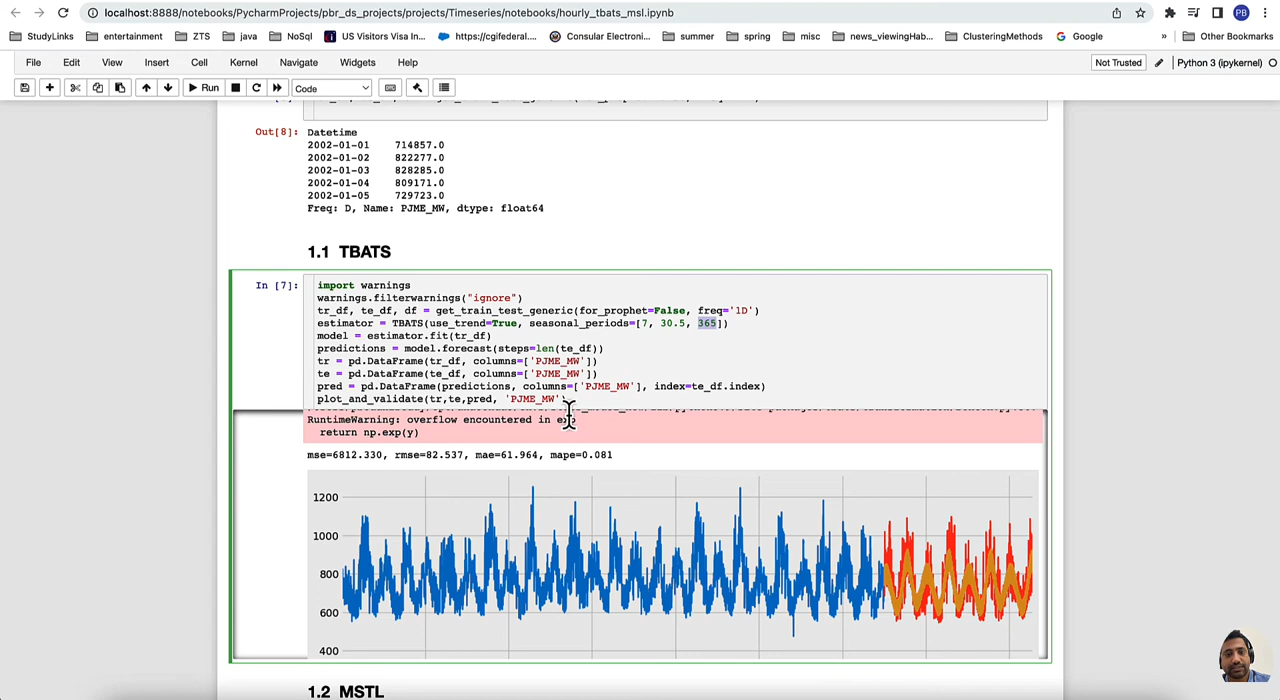 localhost:8888/notebooks/PycharmProjects/pbr_ds_projects/projects/Timeseries/notebooks/hourly_tbats_msl.ipynb
PB
StudyLinks entertainment ZTS java NoSql US Visitors Visa In... https://cgifederal.... Consular Electroni... summer spring misc news_viewingHab... ClusteringMethods Google » Other Bookmarks
File Edit View Insert Cell Kernel Navigate Widgets Help Not Trusted Python 3 (ipykernel)
Run Code
Out[8]: Datetime
2002-01-01 714857.0
2002-01-02 822277.0
2002-01-03 828285.0
2002-01-04 809171.0
2002-01-05 729723.0
Freq: D, Name: PJME_MW, dtype: float64
1.1 TBATS
In [7]: import warnings
warnings.filterwarnings("ignore")
tr_df, te_df, df = get_train_test_generic(for_prophet=False, freq='1D')
estimator = TBATS(use_trend=True, seasonal_periods=[7, 30.5, 365])
model = estimator.fit(tr_df)
predictions = model.forecast(steps=len(te_df))
tr = pd.DataFrame(tr_df, columns=['PJME_MW'])
te = pd.DataFrame(te_df, columns=['PJME_MW'])
pred = pd.DataFrame(predictions, columns=['PJME_MW'], index=te_df.index)
plot_and_validate(tr,te,pred, 'PJME_MW')
RuntimeWarning: overflow encountered in exp
return np.exp(y)
mse=6812.330, rmse=82.537, mae=61.964, mape=0.081
1200
1000
800
600
400
1.2 MSTL